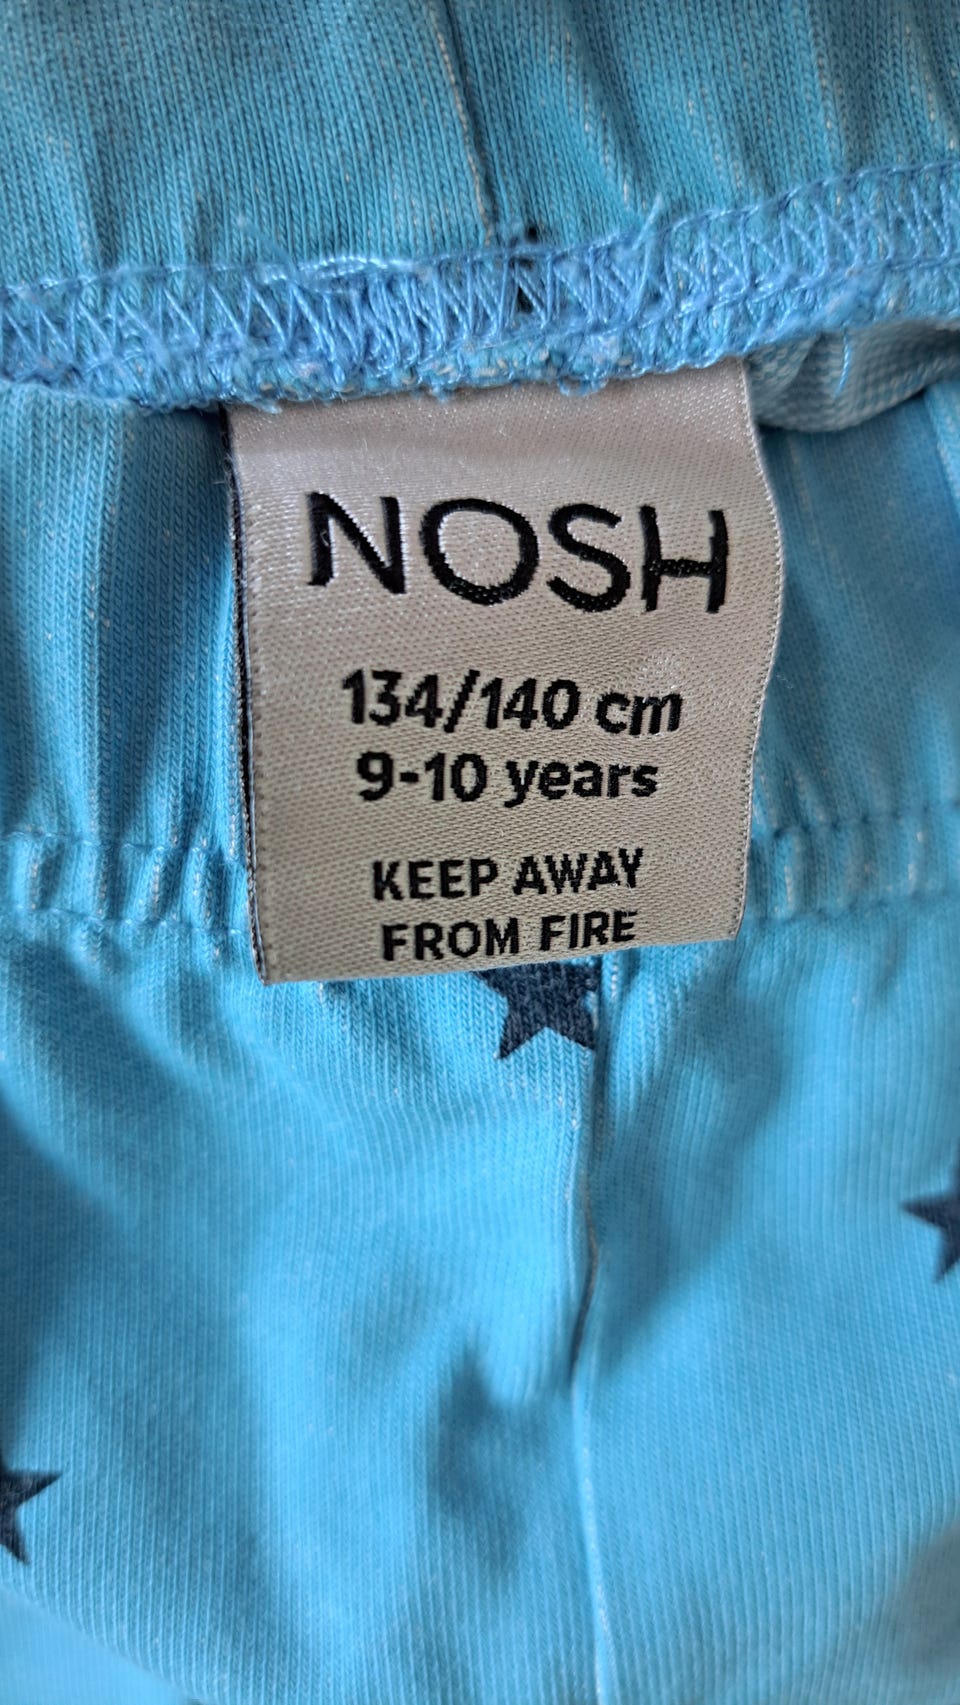 NOSH
134/140 cm
9-10 years
KEEP AWAY
FROM FIRE